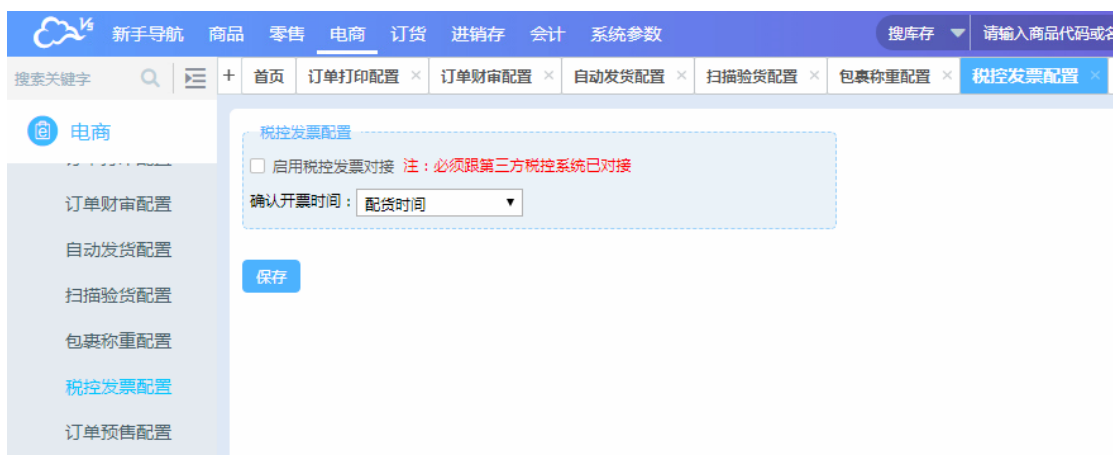 V5 新手导航 商品 零售 电商 订货 进销存 会计 系统参数 搜库存 请输入商品代码或
搜索关键字 + 首页 订单打印配置 × 订单财审配置 × 自动发货配置 × 扫描验货配置 × 包裹称重配置 × 税控发票配置 ×
电商
税控发票配置
启用税控发票对接 注：必须跟第三方税控系统已对接
订单财审配置
确认开票时间： 配货时间
自动发货配置
保存
扫描验货配置
包裹称重配置
税控发票配置
订单预售配置